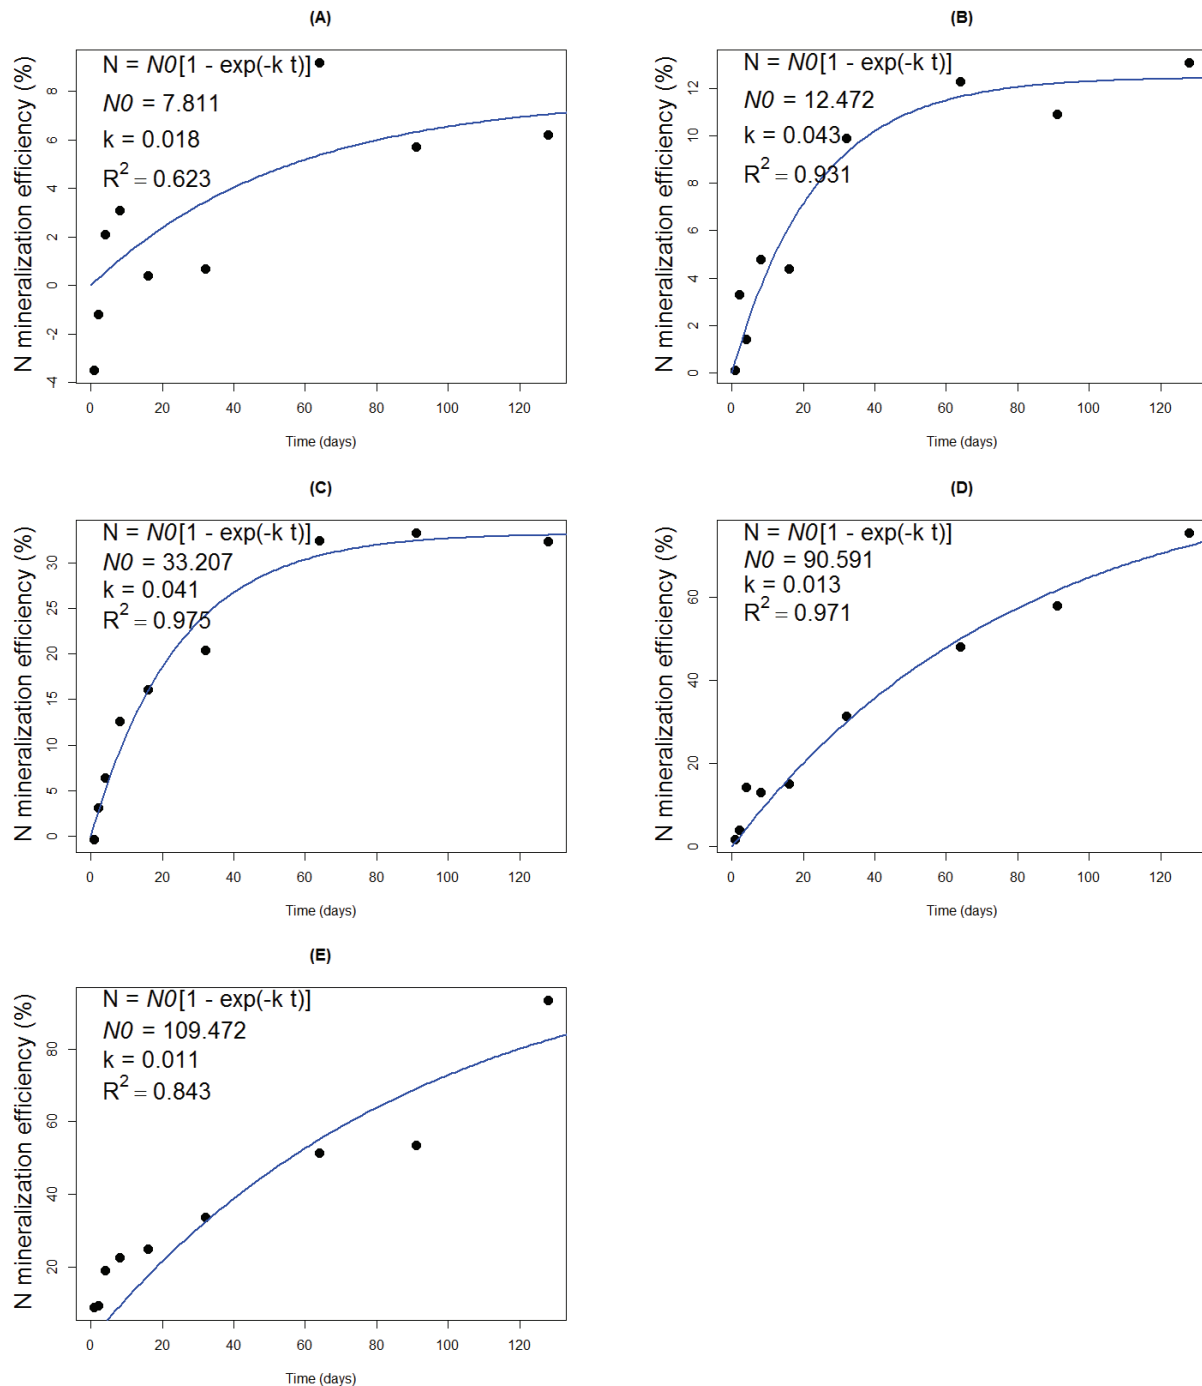 (A)
N mineralization efficiency (%)
N = N0[1 - exp(-k t)]
N0 = 7.811
k = 0.018
R² = 0.623
8
6
4
2
0
-2
-4
0 20 40 60 80 100 120
Time (days)
(B)
N mineralization efficiency (%)
N = N0[1 - exp(-k t)]
N0 = 12.472
k = 0.043
R² = 0.931
12
10
8
6
4
2
0
0 20 40 60 80 100 120
Time (days)
(C)
N mineralization efficiency (%)
N = N0[1 - exp(-k t)]
N0 = 33.207
k = 0.041
R² = 0.975
30
25
20
15
10
5
0
0 20 40 60 80 100 120
Time (days)
(D)
N mineralization efficiency (%)
N = N0[1 - exp(-k t)]
N0 = 90.591
k = 0.013
R² = 0.971
60
40
20
0
0 20 40 60 80 100 120
Time (days)
(E)
N mineralization efficiency (%)
N = N0[1 - exp(-k t)]
N0 = 109.472
k = 0.011
R² = 0.843
80
60
40
20
0 20 40 60 80 100 120
Time (days)